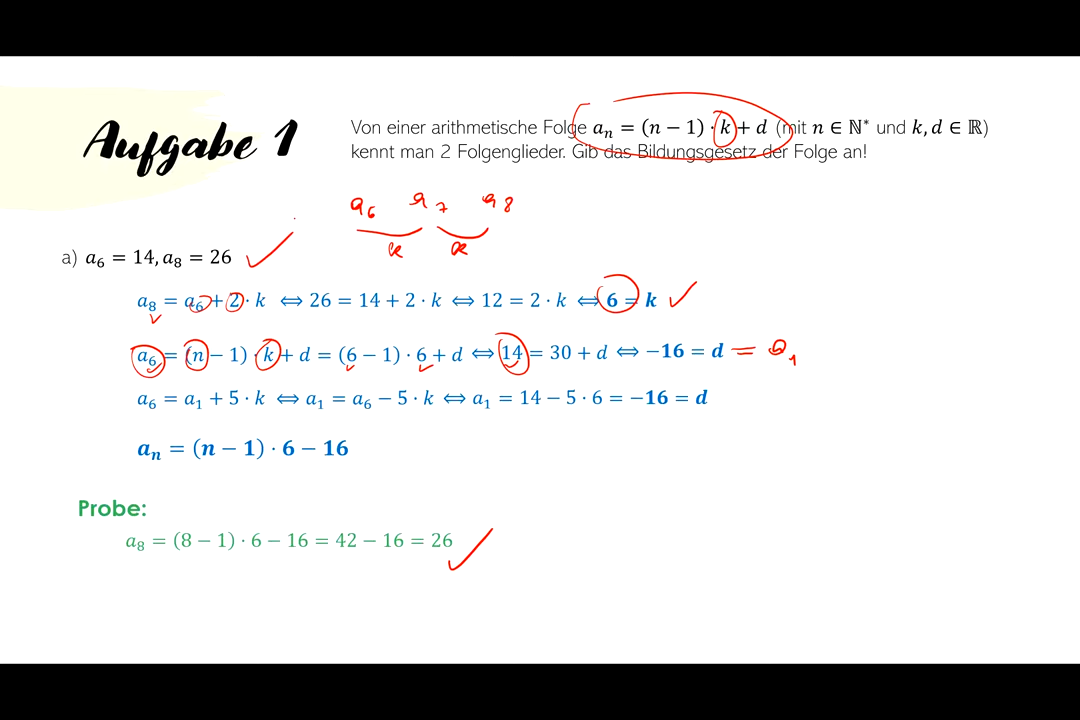 Aufgabe 1
Von einer arithmetische Folge aₙ = (n − 1) · k + d (mit n ∈ ℕ* und k, d ∈ ℝ)
kennt man 2 Folgenglieder. Gib das Bildungsgesetz der Folge an!
a₆ a₇ a₈
k k
a) a₆ = 14, a₈ = 26
a₈ = a₆ + 2 · k ⇔ 26 = 14 + 2 · k ⇔ 12 = 2 · k ⇔ 6 = k
a₆ = (n − 1) · k + d = (6 − 1) · 6 + d ⇔ 14 = 30 + d ⇔ −16 = d = a₁
a₆ = a₁ + 5 · k ⇔ a₁ = a₆ − 5 · k ⇔ a₁ = 14 − 5 · 6 = −16 = d
aₙ = (n − 1) · 6 − 16
Probe:
a₈ = (8 − 1) · 6 − 16 = 42 − 16 = 26